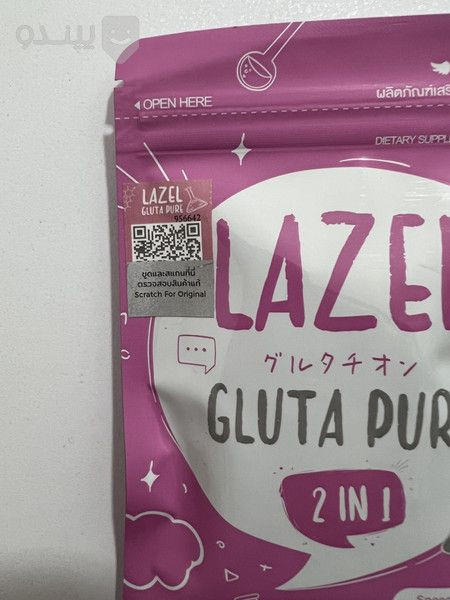 بیندو
OPEN HERE
ผลิตภัณฑ์เสริ
DIETARY SUPPL
LAZEL
GLUTA PURE
956642
ขูดและสแกนที่นี่
ตรวจสอบสินค้าแท้
Scratch For Original
LAZEL
グルタチオン
GLUTA PUR
2 IN 1